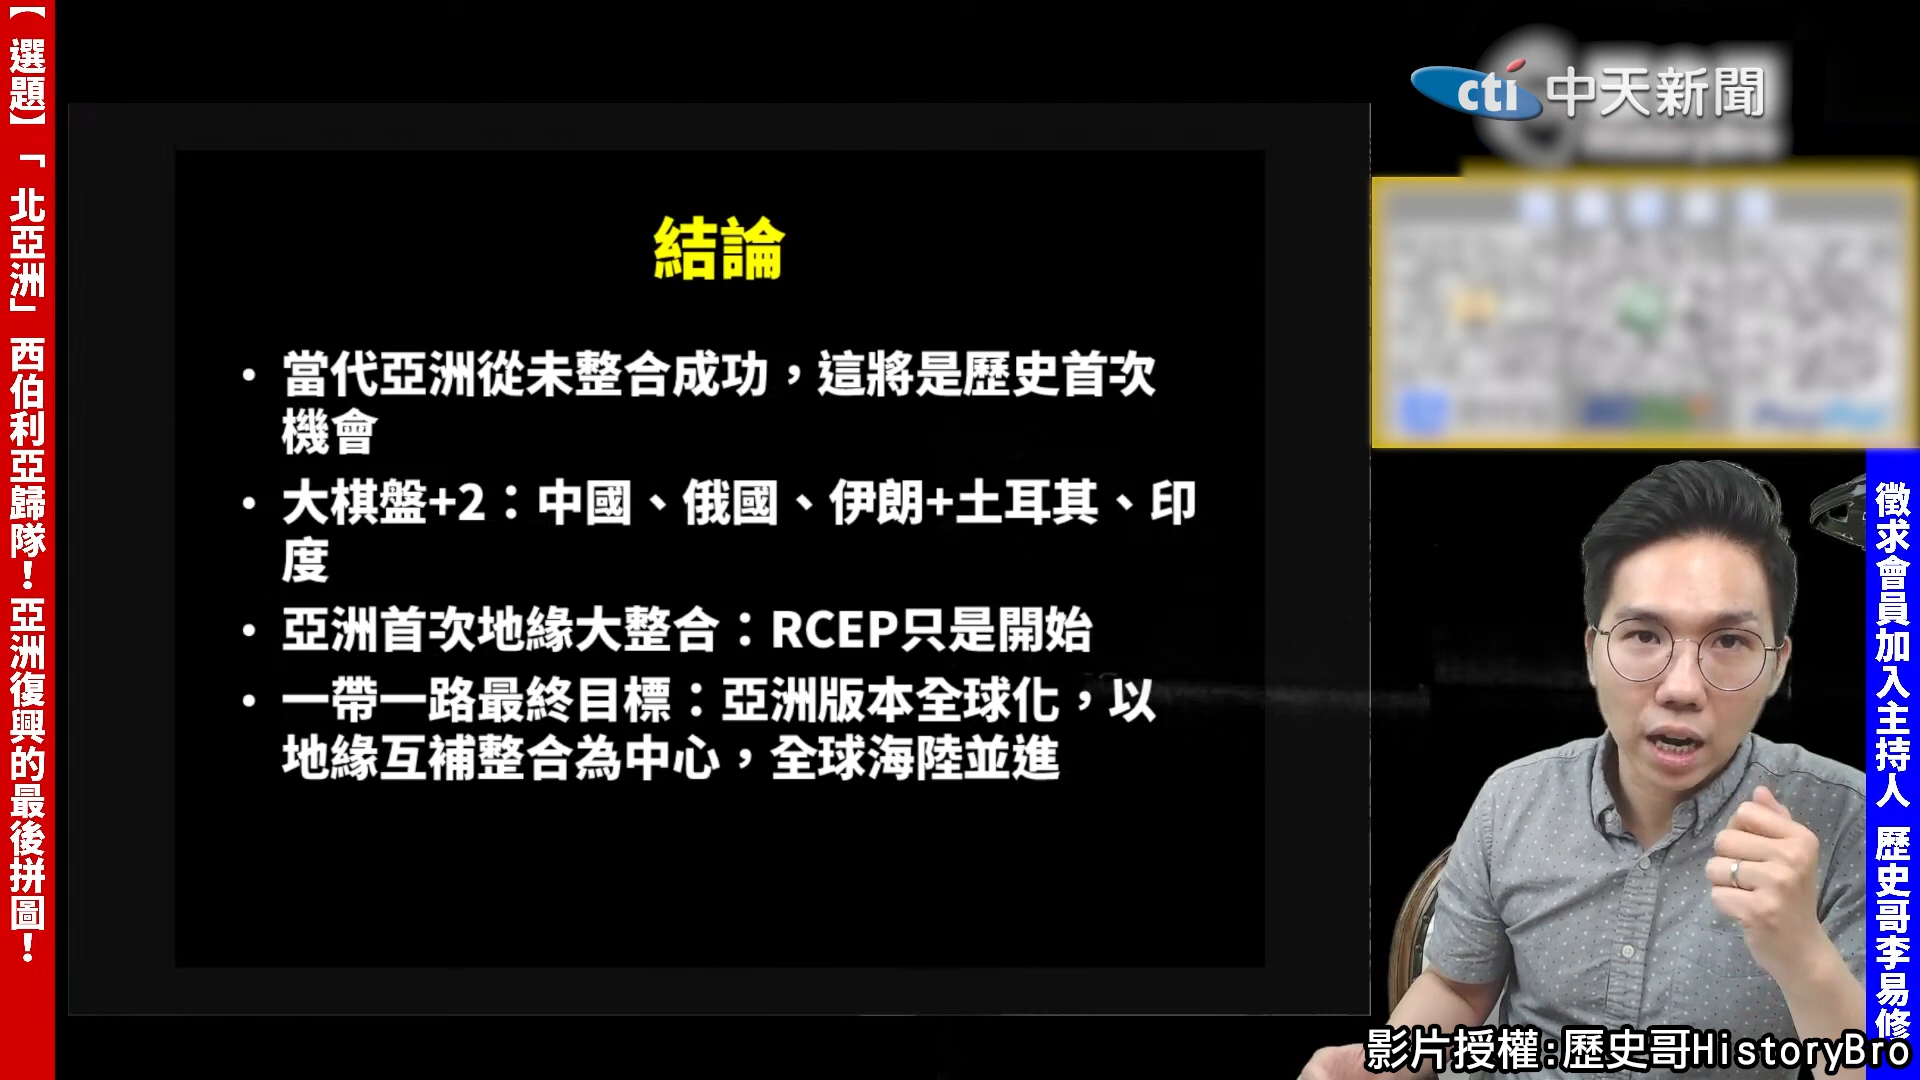 【選題】「北亞洲」西伯利亞歸隊！亞洲復興的最後拼圖！
cti 中天新聞
結論
• 當代亞洲從未整合成功，這將是歷史首次
機會
• 大棋盤+2：中國、俄國、伊朗+土耳其、印
度
• 亞洲首次地緣大整合：RCEP只是開始
• 一帶一路最終目標：亞洲版本全球化，以
地緣互補整合為中心，全球海陸並進
徵求會員加入主持人 歷史哥李易修
影片授權:歷史哥HistoryBro